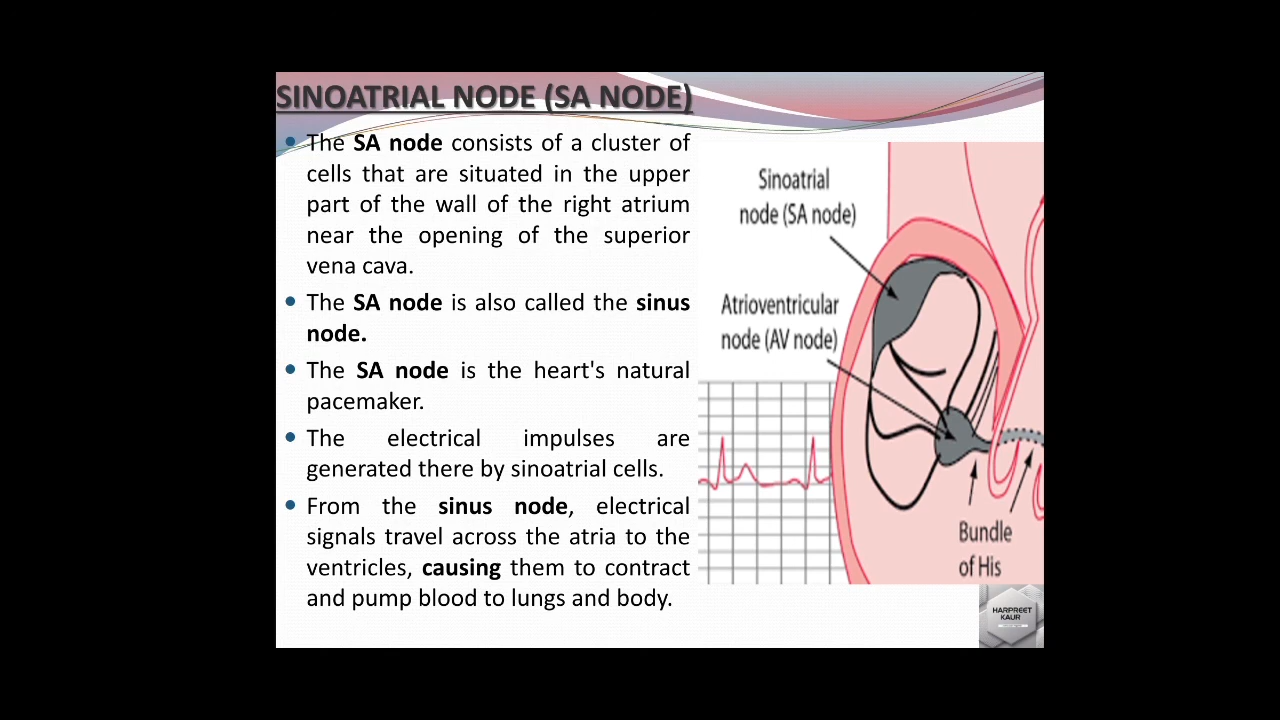 SINOATRIAL NODE (SA NODE)
• The SA node consists of a cluster of
cells that are situated in the upper
part of the wall of the right atrium
near the opening of the superior
vena cava.
• The SA node is also called the sinus
node.
• The SA node is the heart's natural
pacemaker.
• The electrical impulses are
generated there by sinoatrial cells.
• From the sinus node, electrical
signals travel across the atria to the
ventricles, causing them to contract
and pump blood to lungs and body.
Sinoatrial
node (SA node)
Atrioventricular
node (AV node)
Bundle
of His
HARPREET
KAUR